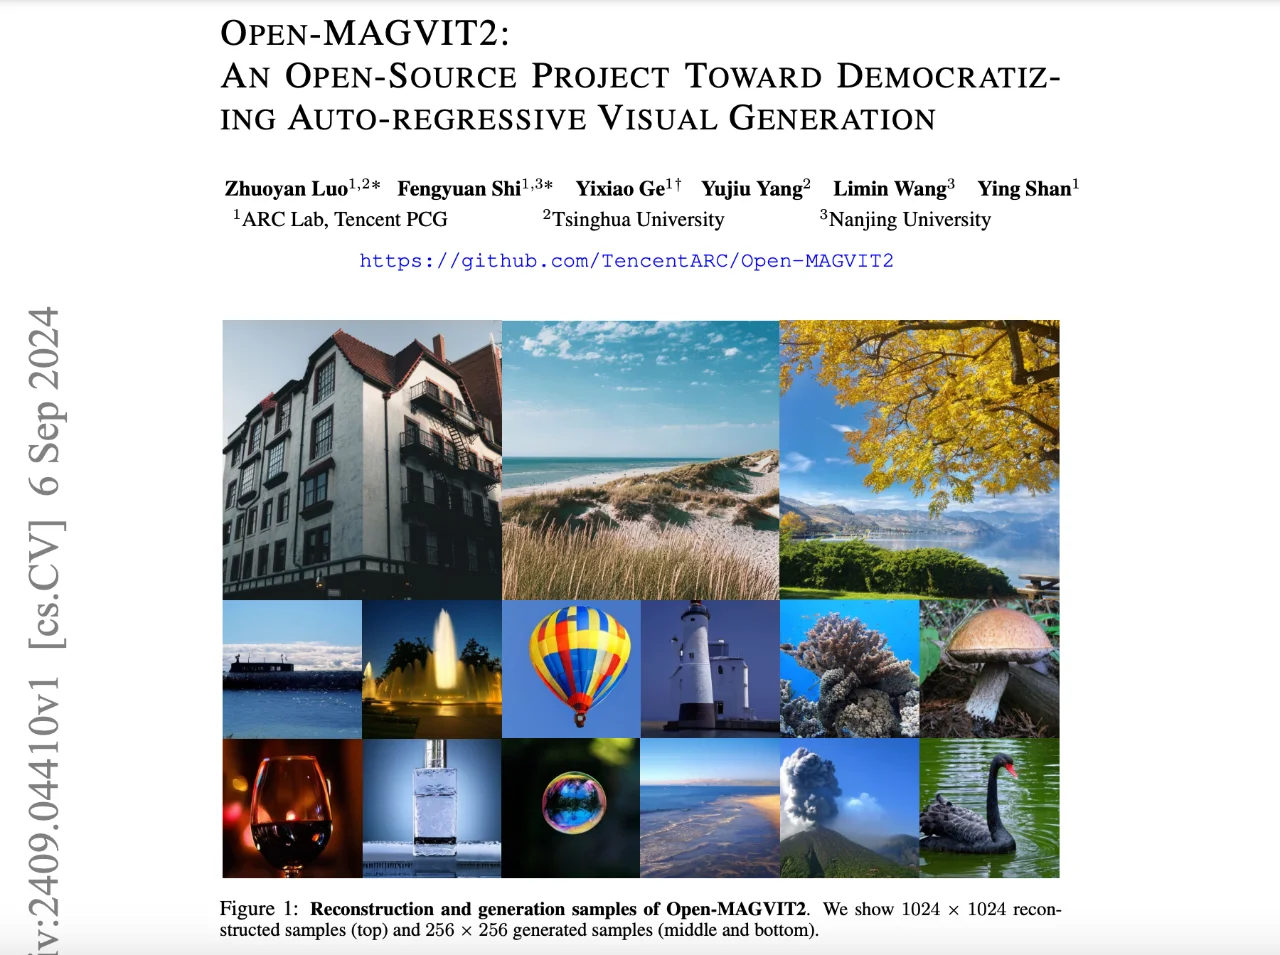 OPEN-MAGVIT2:
AN OPEN-SOURCE PROJECT TOWARD DEMOCRATIZ-
ING AUTO-REGRESSIVE VISUAL GENERATION
Zhuoyan Luo1,2* Fengyuan Shi1,3* Yixiao Ge1† Yujiu Yang2 Limin Wang3 Ying Shan1
1ARC Lab, Tencent PCG 2Tsinghua University 3Nanjing University
https://github.com/TencentARC/Open-MAGVIT2
iv:2409.04410v1 [cs.CV] 6 Sep 2024
Figure 1: Reconstruction and generation samples of Open-MAGVIT2. We show 1024 × 1024 recon-
structed samples (top) and 256 × 256 generated samples (middle and bottom).